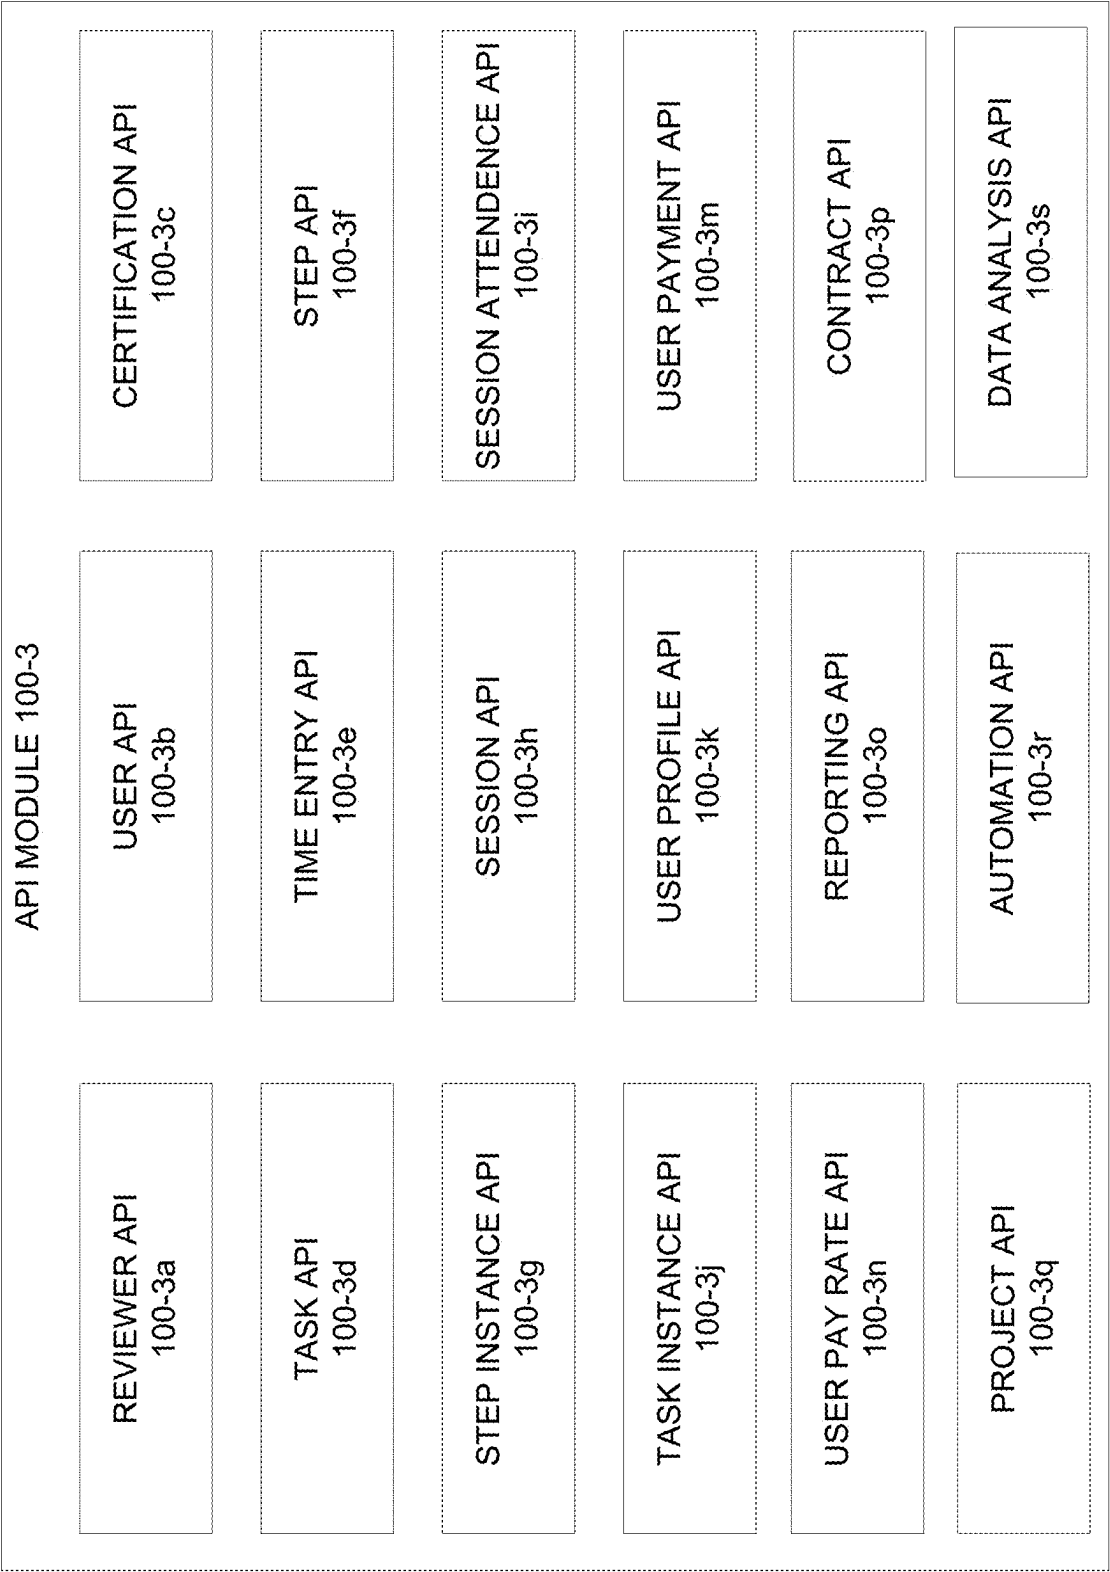 API MODULE 100-3
REVIEWER API
100-3a
USER API
100-3b
CERTIFICATION API
100-3c
TASK API
100-3d
TIME ENTRY API
100-3e
STEP API
100-3f
STEP INSTANCE API
100-3g
SESSION API
100-3h
SESSION ATTENDENCE API
100-3i
TASK INSTANCE API
100-3j
USER PROFILE API
100-3k
USER PAYMENT API
100-3m
USER PAY RATE API
100-3n
REPORTING API
100-3o
CONTRACT API
100-3p
PROJECT API
100-3q
AUTOMATION API
100-3r
DATA ANALYSIS API
100-3s